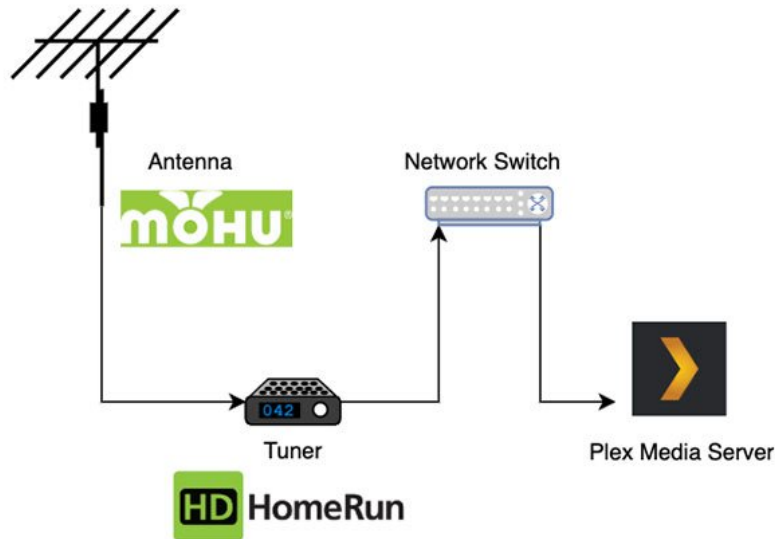 Antenna
mOHU®
Network Switch
042
Tuner
Plex Media Server
HD HomeRun